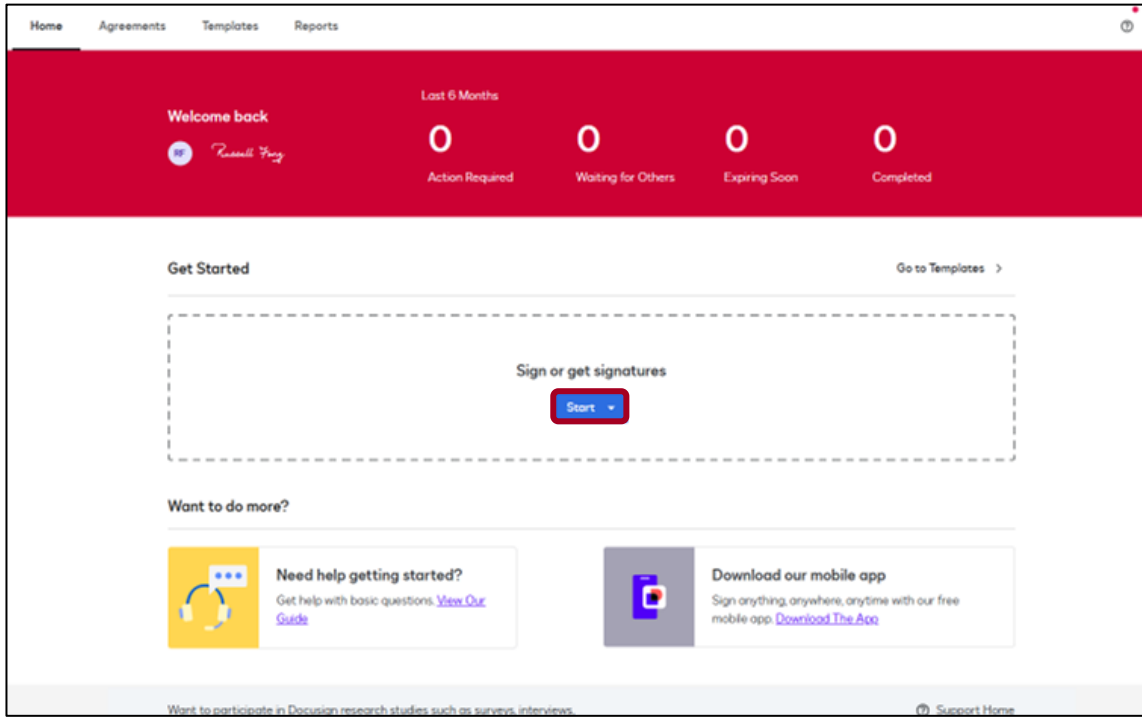 Home Agreements Templates Reports
Last 6 Months
Welcome back
0 0 0 0
RF Russell Fong
Action Required Waiting for Others Expiring Soon Completed
Get Started Go to Templates
Sign or get signatures
Start
Want to do more?
Need help getting started?
Get help with basic questions. View Our
Guide
Download our mobile app
Sign anything, anywhere, anytime with our free
mobile app. Download The App
Want to participate in Docusign research studies such as surveys, interviews,
Support Home